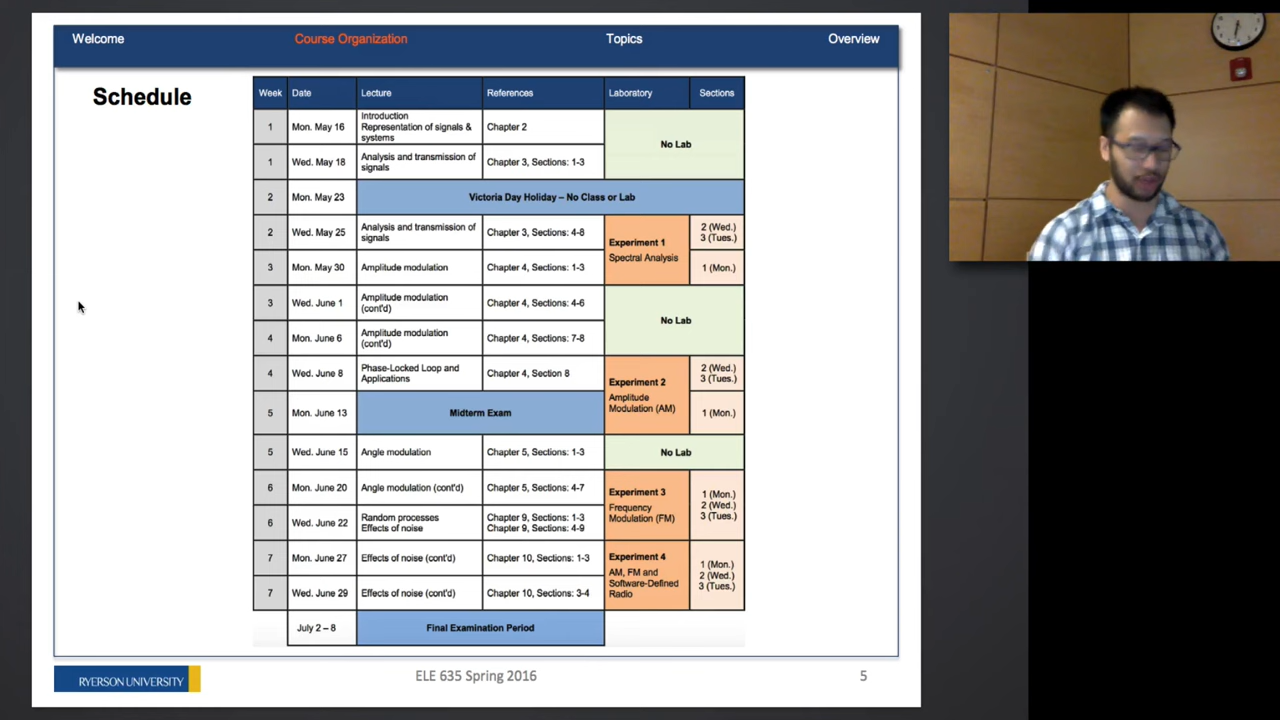 Welcome
Course Organization
Topics
Overview
Schedule
Week Date Lecture References Laboratory Sections
1 Mon. May 16 Introduction
Representation of signals &
systems
Chapter 2
No Lab
1 Wed. May 18 Analysis and transmission of
signals
Chapter 3, Sections: 1-3
2 Mon. May 23 Victoria Day Holiday – No Class or Lab
2 Wed. May 25 Analysis and transmission of
signals
Chapter 3, Sections: 4-8
Experiment 1
Spectral Analysis
2 (Wed.)
3 (Tues.)
3 Mon. May 30 Amplitude modulation Chapter 4, Sections: 1-3 1 (Mon.)
3 Wed. June 1 Amplitude modulation
(cont'd)
Chapter 4, Sections: 4-6
No Lab
4 Mon. June 6 Amplitude modulation
(cont'd)
Chapter 4, Sections: 7-8
4 Wed. June 8 Phase-Locked Loop and
Applications
Chapter 4, Section 8
Experiment 2
Amplitude
Modulation (AM)
2 (Wed.)
3 (Tues.)
5 Mon. June 13 Midterm Exam 1 (Mon.)
5 Wed. June 15 Angle modulation Chapter 5, Sections: 1-3 No Lab
6 Mon. June 20 Angle modulation (cont'd) Chapter 5, Sections: 4-7
Experiment 3
Frequency
Modulation (FM)
1 (Mon.)
2 (Wed.)
3 (Tues.)
6 Wed. June 22 Random processes
Effects of noise
Chapter 9, Sections: 1-3
Chapter 9, Sections: 4-9
7 Mon. June 27 Effects of noise (cont'd) Chapter 10, Sections: 1-3
Experiment 4
AM, FM and
Software-Defined
Radio
1 (Mon.)
2 (Wed.)
3 (Tues.)
7 Wed. June 29 Effects of noise (cont'd) Chapter 10, Sections: 3-4
July 2 – 8 Final Examination Period
RYERSON UNIVERSITY
ELE 635 Spring 2016
5